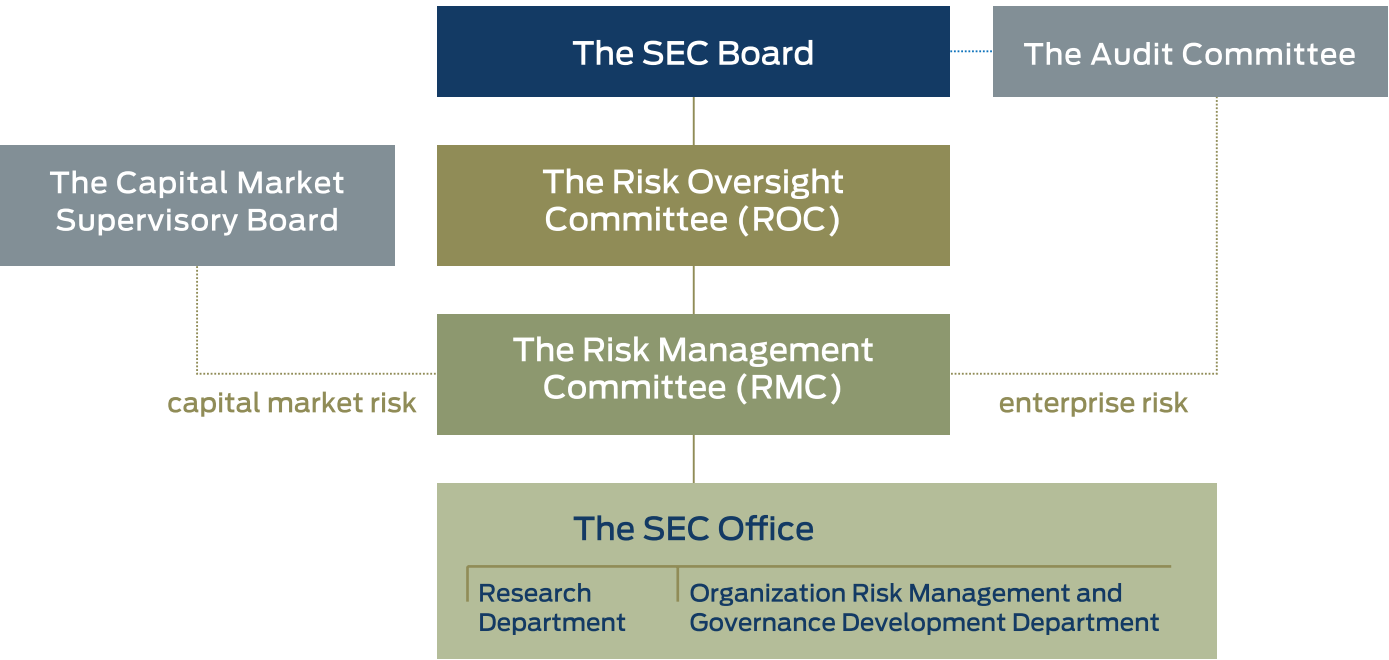 The SEC Board
The Audit Committee
The Capital Market
Supervisory Board
The Risk Oversight
Committee (ROC)
The Risk Management
Committee (RMC)
capital market risk
enterprise risk
The SEC Office
Research
Department
Organization Risk Management and
Governance Development Department